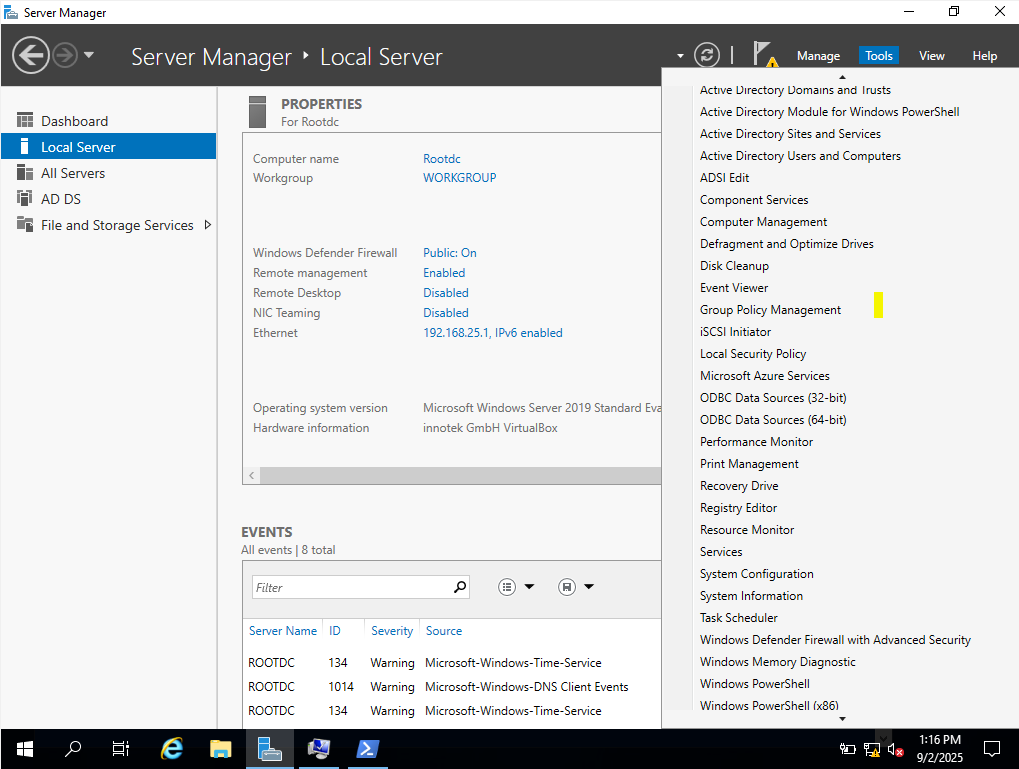 Server Manager
Server Manager ‣ Local Server
Manage Tools View Help
Dashboard
Local Server
All Servers
AD DS
File and Storage Services
PROPERTIES
For Rootdc
Computer name Rootdc
Workgroup WORKGROUP
Windows Defender Firewall Public: On
Remote management Enabled
Remote Desktop Disabled
NIC Teaming Disabled
Ethernet 192.168.25.1, IPv6 enabled
Operating system version Microsoft Windows Server 2019 Standard Eva
Hardware information innotek GmbH VirtualBox
EVENTS
All events | 8 total
Filter
Server Name ID Severity Source
ROOTDC 134 Warning Microsoft-Windows-Time-Service
ROOTDC 1014 Warning Microsoft-Windows-DNS Client Events
ROOTDC 134 Warning Microsoft-Windows-Time-Service
Active Directory Domains and Trusts
Active Directory Module for Windows PowerShell
Active Directory Sites and Services
Active Directory Users and Computers
ADSI Edit
Component Services
Computer Management
Defragment and Optimize Drives
Disk Cleanup
Event Viewer
Group Policy Management
iSCSI Initiator
Local Security Policy
Microsoft Azure Services
ODBC Data Sources (32-bit)
ODBC Data Sources (64-bit)
Performance Monitor
Print Management
Recovery Drive
Registry Editor
Resource Monitor
Services
System Configuration
System Information
Task Scheduler
Windows Defender Firewall with Advanced Security
Windows Memory Diagnostic
Windows PowerShell
Windows PowerShell (x86)
1:16 PM
9/2/2025